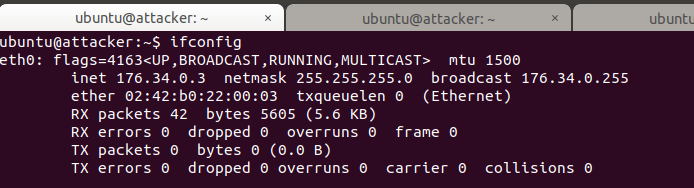 ubuntu@attacker: ~ × ubuntu@attacker: ~ ×
ubuntu@attacker:~$ ifconfig
eth0: flags=4163<UP,BROADCAST,RUNNING,MULTICAST>  mtu 1500
        inet 176.34.0.3  netmask 255.255.255.0  broadcast 176.34.0.255
        ether 02:42:b0:22:00:03  txqueuelen 0  (Ethernet)
        RX packets 42  bytes 5605 (5.6 KB)
        RX errors 0  dropped 0  overruns 0  frame 0
        TX packets 0  bytes 0 (0.0 B)
        TX errors 0  dropped 0 overruns 0  carrier 0  collisions 0